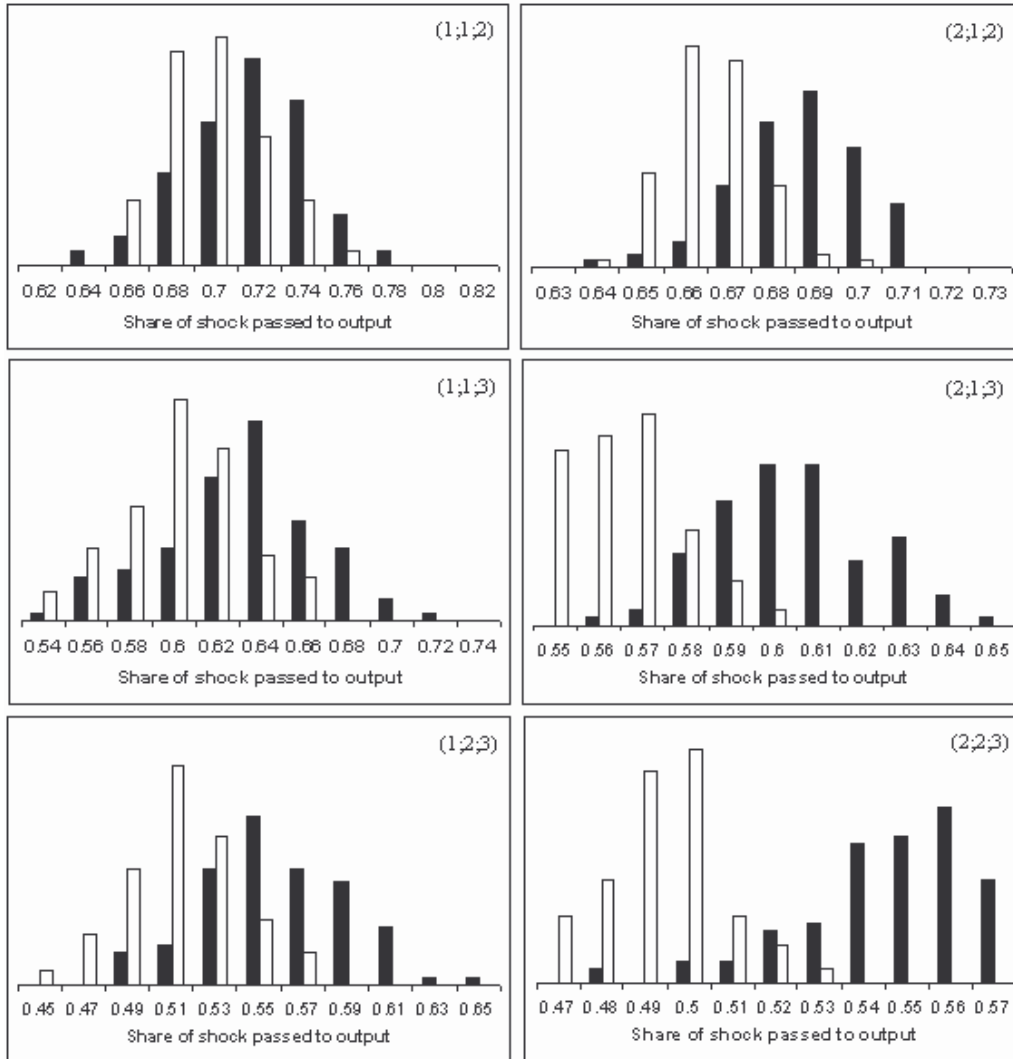 (1;1;2)
0.62 0.64 0.66 0.68 0.7 0.72 0.74 0.76 0.78 0.8 0.82
Share of shock passed to output
(2;1;2)
0.63 0.64 0.65 0.66 0.67 0.68 0.69 0.7 0.71 0.72 0.73
Share of shock passed to output
(1;1;3)
0.54 0.56 0.58 0.6 0.62 0.64 0.66 0.68 0.7 0.72 0.74
Share of shock passed to output
(2;1;3)
0.55 0.56 0.57 0.58 0.59 0.6 0.61 0.62 0.63 0.64 0.65
Share of shock passed to output
(1;2;3)
0.45 0.47 0.49 0.51 0.53 0.55 0.57 0.59 0.61 0.63 0.65
Share of shock passed to output
(2;2;3)
0.47 0.48 0.49 0.5 0.51 0.52 0.53 0.54 0.55 0.56 0.57
Share of shock passed to output